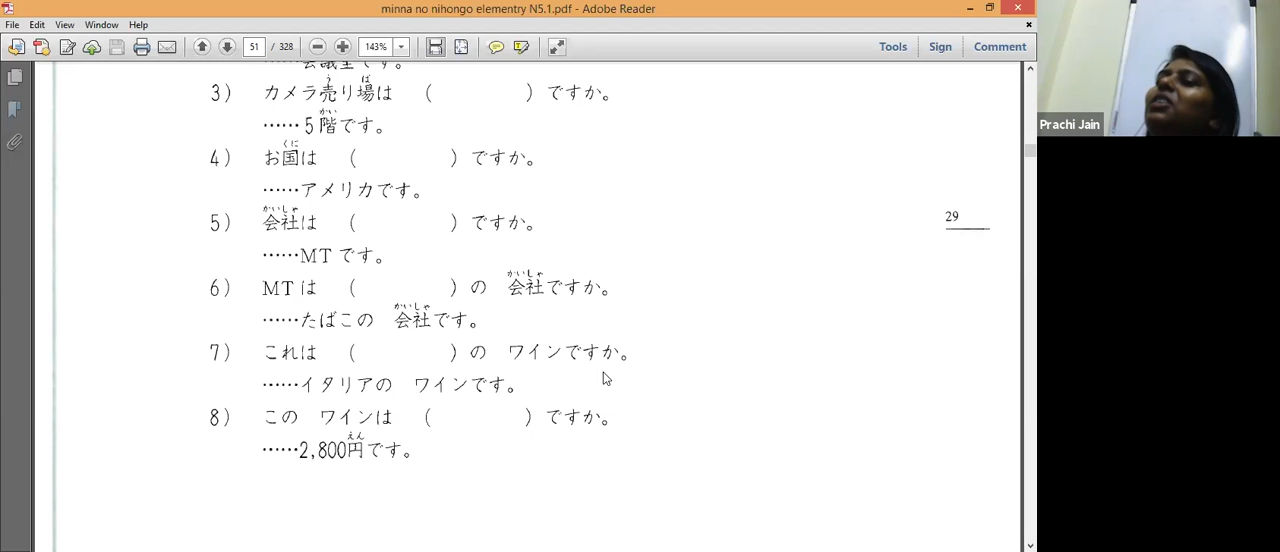 minna no nihongo elementry N5.1.pdf - Adobe Reader
File Edit View Window Help
51 / 328 143% Tools Sign Comment
会議室です。
3) カメラ売り場は ( ) ですか。
……5階です。
4) お国は ( ) ですか。
……アメリカです。
5) 会社は ( ) ですか。
……MTです。
6) MTは ( ) の 会社ですか。
……たばこの 会社です。
7) これは ( ) の ワインですか。
……イタリアの ワインです。
8) この ワインは ( ) ですか。
……2,800円です。
29
Prachi Jain